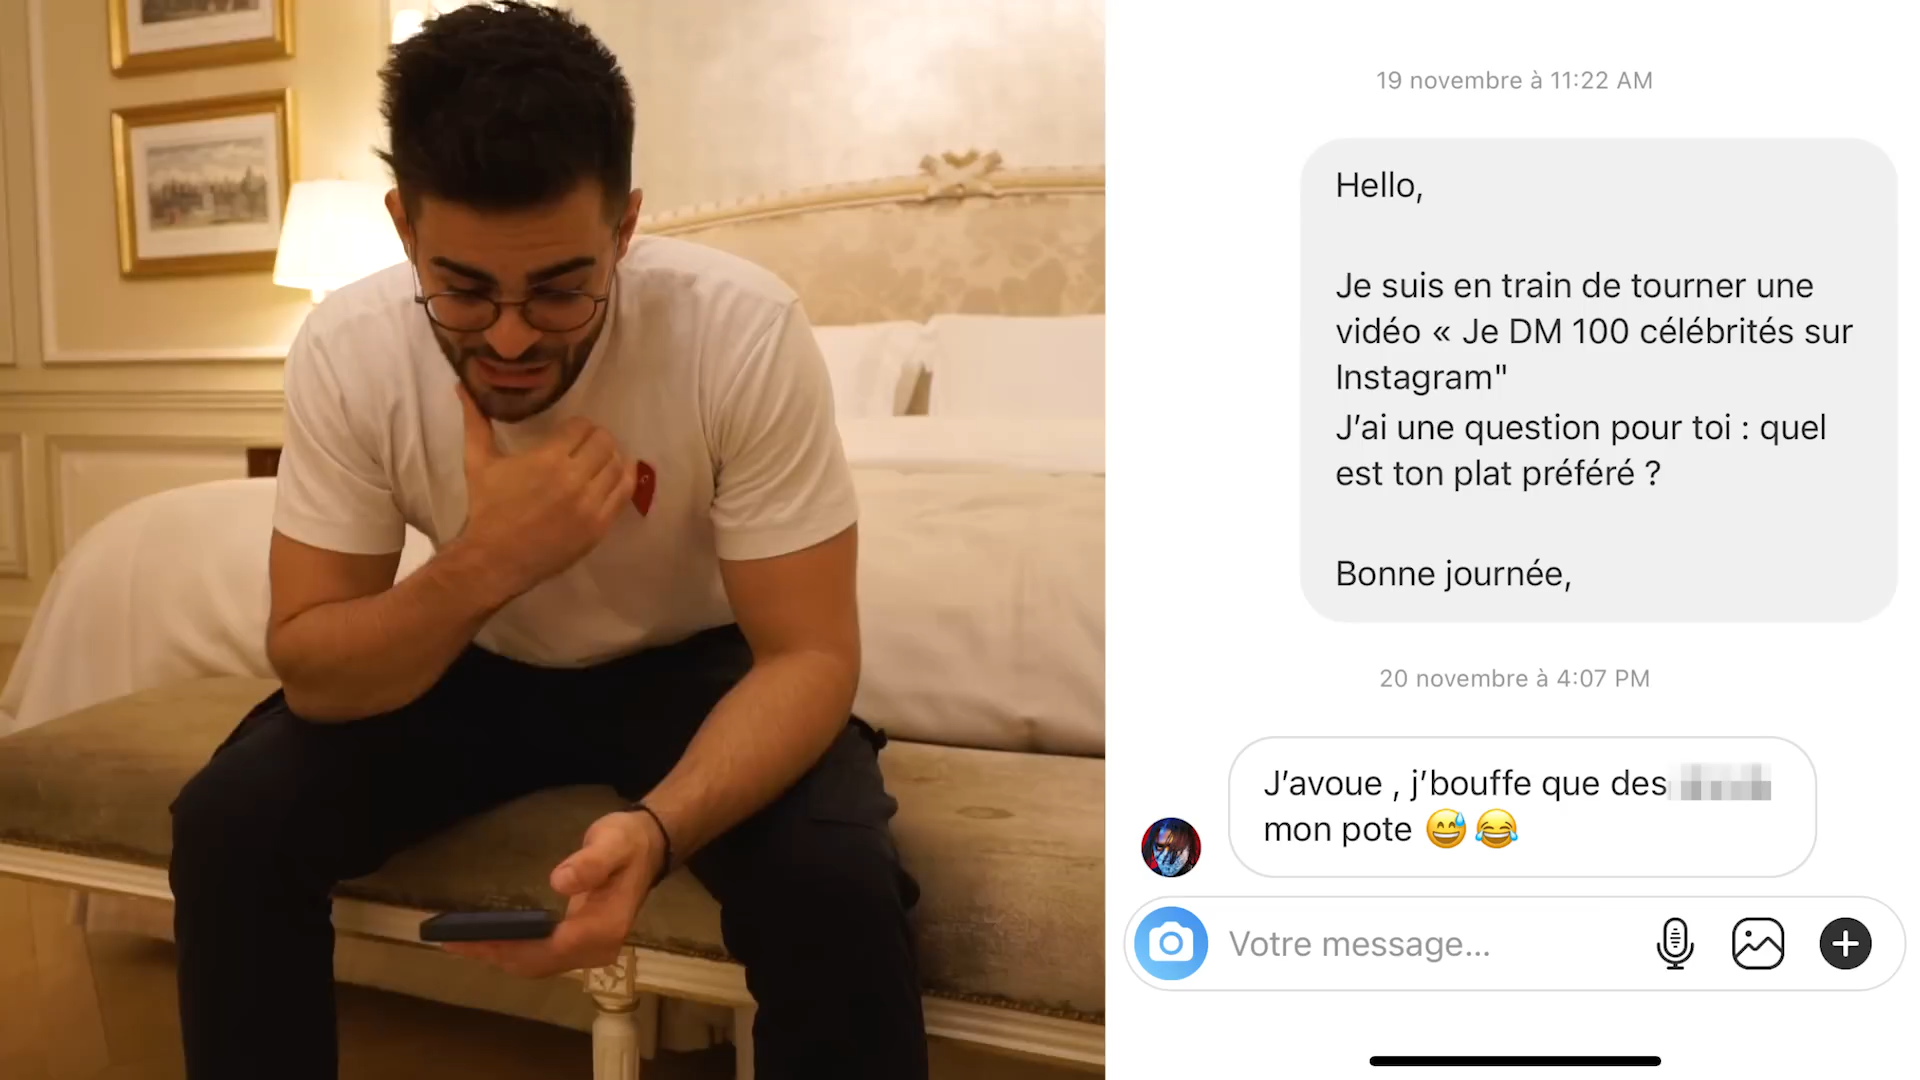 19 novembre à 11:22 AM
Hello,
Je suis en train de tourner une
vidéo « Je DM 100 célébrités sur
Instagram"
J’ai une question pour toi : quel
est ton plat préféré ?
Bonne journée,
20 novembre à 4:07 PM
J’avoue , j’bouffe que des
mon pote 😅😂
Votre message...